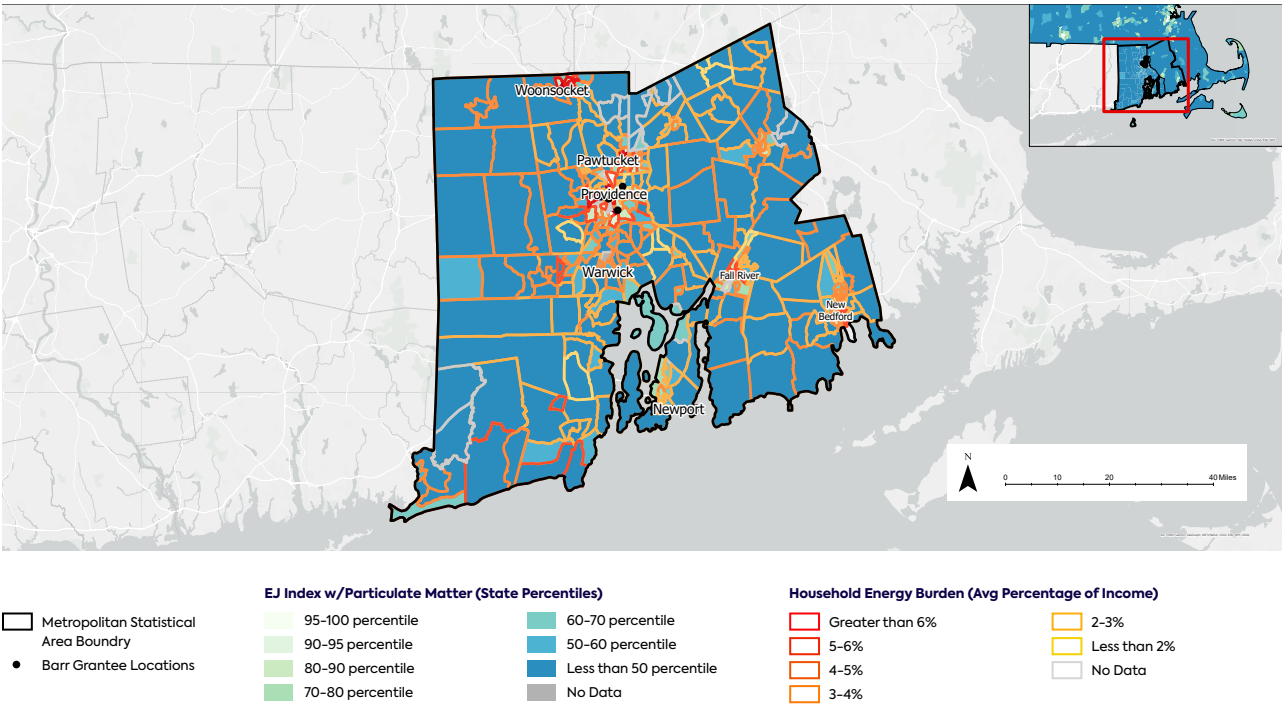 Woonsocket
Pawtucket
Providence
Warwick
Fall River
New
Bedford
Newport
N
0 10 20 40 Miles
Metropolitan Statistical
Area Boundry
Barr Grantee Locations
EJ Index w/Particulate Matter (State Percentiles)
95-100 percentile
90-95 percentile
80-90 percentile
70-80 percentile
60-70 percentile
50-60 percentile
Less than 50 percentile
No Data
Household Energy Burden (Avg Percentage of Income)
Greater than 6%
5-6%
4-5%
3-4%
2-3%
Less than 2%
No Data